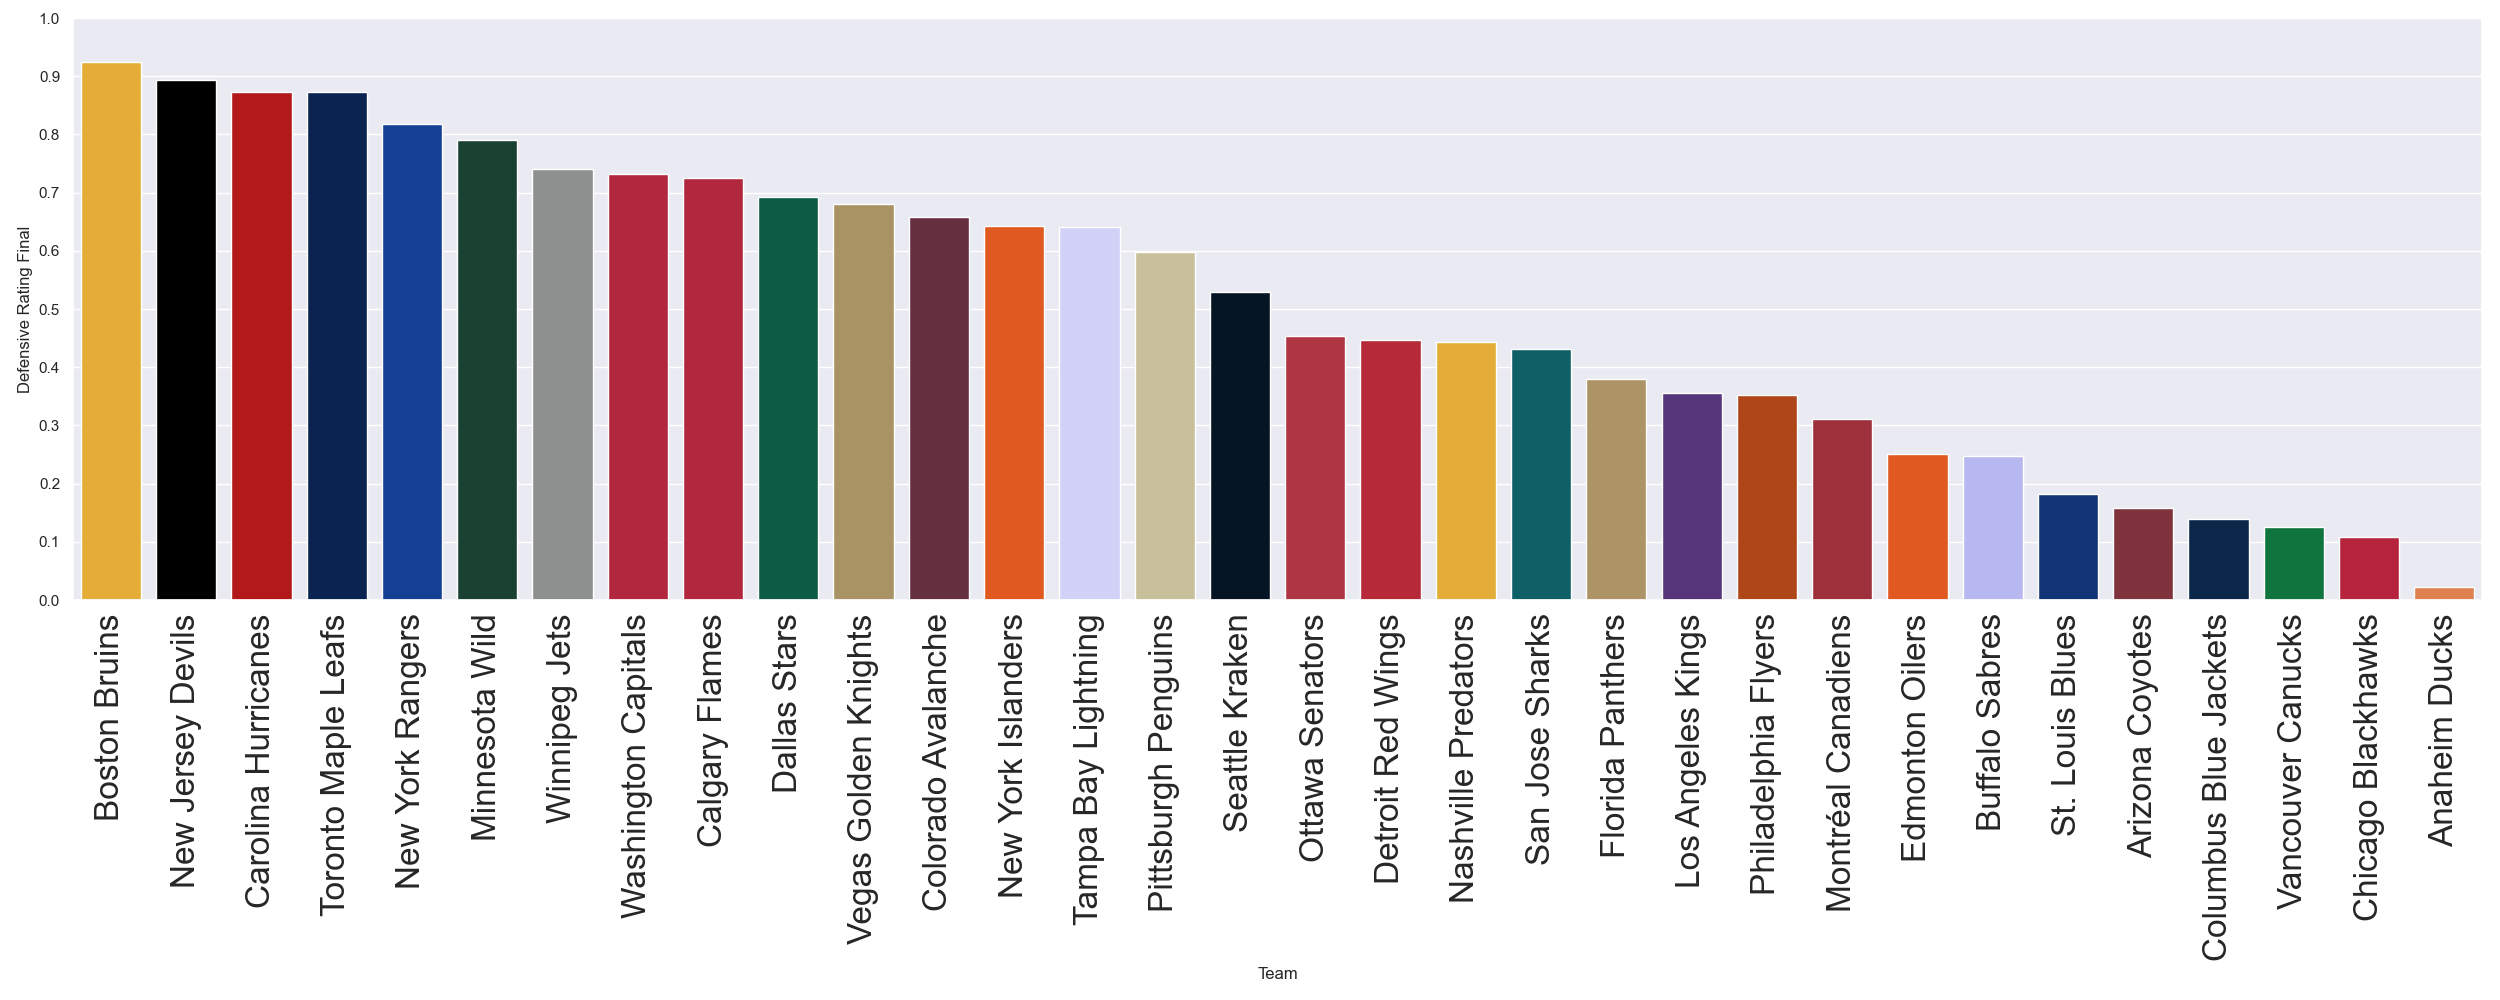 1.0
0.9
0.8
0.7
0.6
0.5
0.4
0.3
0.2
0.1
0.0
Defensive Rating Final
Boston Bruins
New Jersey Devils
Carolina Hurricanes
Toronto Maple Leafs
New York Rangers
Minnesota Wild
Winnipeg Jets
Washington Capitals
Calgary Flames
Dallas Stars
Vegas Golden Knights
Colorado Avalanche
New York Islanders
Tampa Bay Lightning
Pittsburgh Penguins
Seattle Kraken
Ottawa Senators
Detroit Red Wings
Nashville Predators
San Jose Sharks
Florida Panthers
Los Angeles Kings
Philadelphia Flyers
Montréal Canadiens
Edmonton Oilers
Buffalo Sabres
St. Louis Blues
Arizona Coyotes
Columbus Blue Jackets
Vancouver Canucks
Chicago Blackhawks
Anaheim Ducks
Team